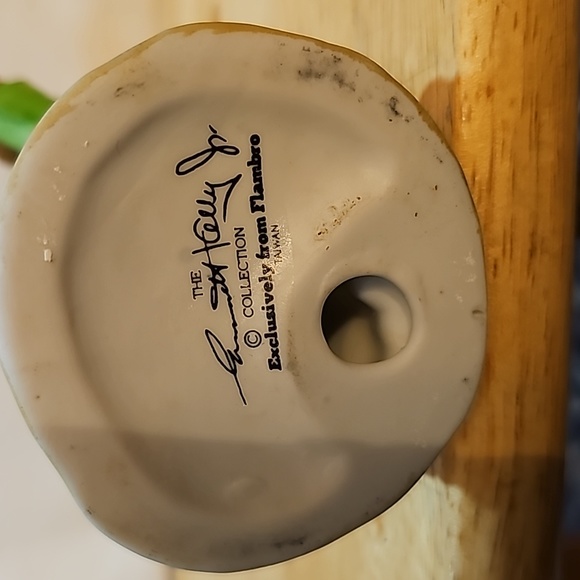 THE
Emmett Kelly Jr.
© COLLECTION
Exclusively from Flambro
TAIWAN